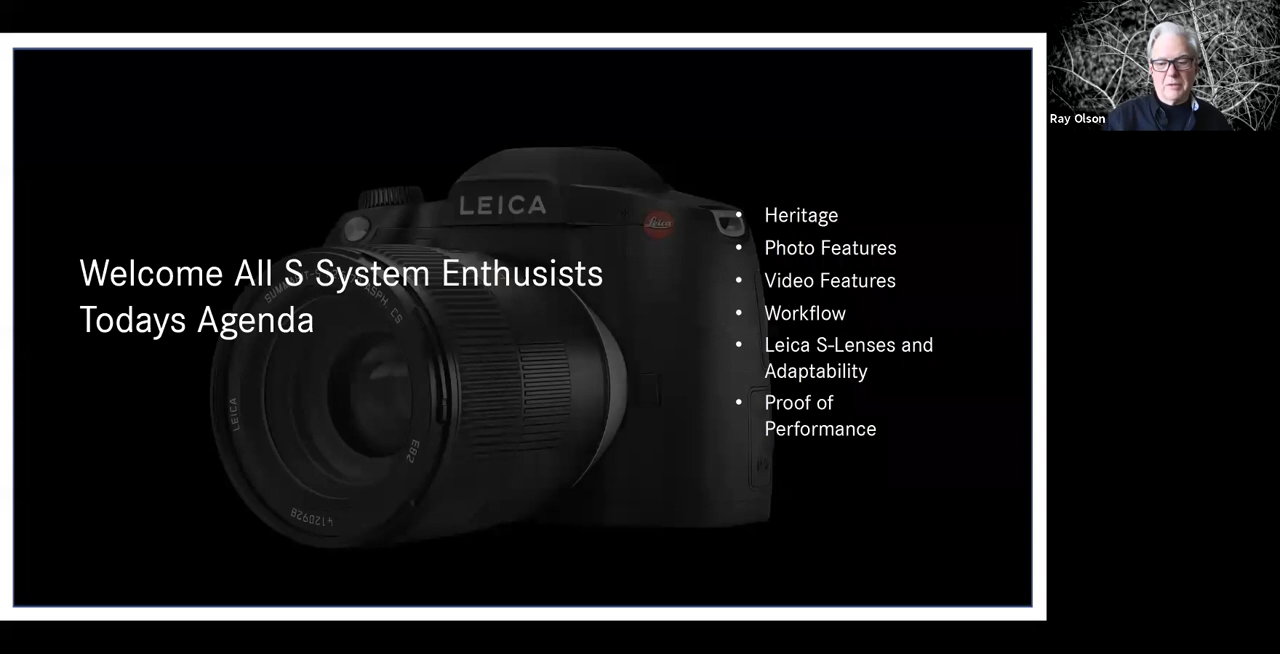 Welcome All S System Enthusists
Todays Agenda
• Heritage
• Photo Features
• Video Features
• Workflow
• Leica S-Lenses and
Adaptability
• Proof of
Performance
LEICA
Leica
ASPH. CS
LEICA
E82
4120928
Ray Olson